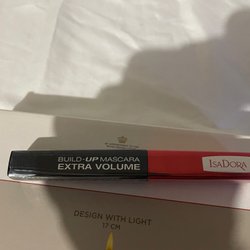 BUILD-UP MASCARA
EXTRA VOLUME
ISADORA
DESIGN WITH LIGHT
17 CM